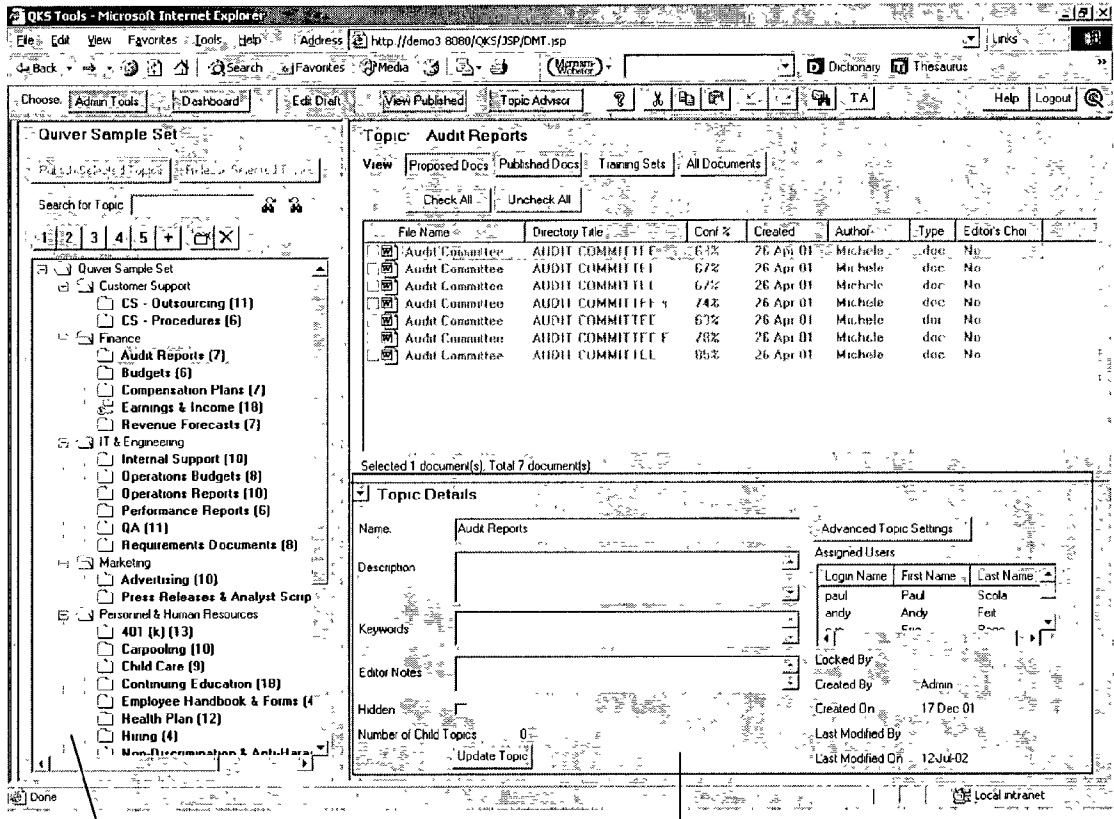 QKS Tools - Microsoft Internet Explorer
File Edit View Favorites Tools Help Address http://demo3 8080/QKS/JSP/DMT.jsp Links
Back Search Favorites Media Merriam-Webster Dictionary Thesaurus
Choose. Admin Tools Dashboard Edit Draft View Published Topic Advisor TA Help Logout
Quiver Sample Set
Search for Topic
1 2 3 4 5 +
Quiver Sample Set
Customer Support
CS - Outsourcing (11)
CS - Procedures (6)
Finance
Audit Reports (7)
Budgets (6)
Compensation Plans (7)
Earnings & Income (18)
Revenue Forecasts (7)
IT & Engineering
Internal Support (10)
Operations Budgets (8)
Operations Reports (10)
Performance Reports (6)
QA (11)
Requirements Documents (8)
Marketing
Advertising (10)
Press Releases & Analyst Scrip
Personnel & Human Resources
401 (k) (13)
Carpooling (10)
Child Care (9)
Continuing Education (18)
Employee Handbook & Forms (4
Health Plan (12)
Hiring (4)
Non-Discrimination & Anti-Haras
Topic: Audit Reports
View Proposed Docs Published Docs Training Sets All Documents
Check All Uncheck All
File Name Directory Title Conf % Created Author Type Editor's Choi
Audit Committee AUDIT COMMITTEE 26 Apr 01 Michele doc No
Audit Committee AUDIT COMMITTEE 67% 26 Apr 01 Michele doc No
Audit Committee AUDIT COMMITTEE 67% 26 Apr 01 Michele doc No
Audit Committee AUDIT COMMITTEE 74% 26 Apr 01 Michele doc No
Audit Committee AUDIT COMMITTEE 26 Apr 01 Michele doc No
Audit Committee AUDIT COMMITTEE 78% 26 Apr 01 Michele doc No
Audit Committee AUDIT COMMITTEE 85% 26 Apr 01 Michele doc No
Selected 1 document(s), Total 7 document(s)
Topic Details
Name. Audit Reports
Description
Keywords
Editor Notes
Hidden
Number of Child Topics 0
Update Topic
Advanced Topic Settings
Assigned Users
Login Name First Name Last Name
paul Paul Scola
andy Andy Feit
Locked By
Created By Admin
Created On 17 Dec 01
Last Modified By
Last Modified On 12-Jul-02
Done Local intranet